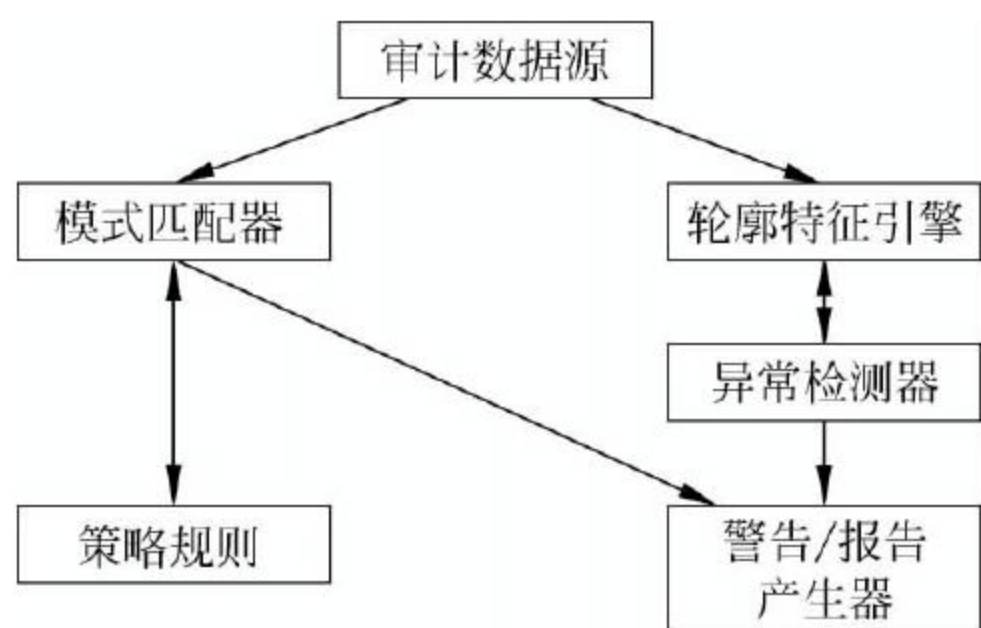 审计数据源
模式匹配器
轮廓特征引擎
异常检测器
策略规则
警告/报告
产生器